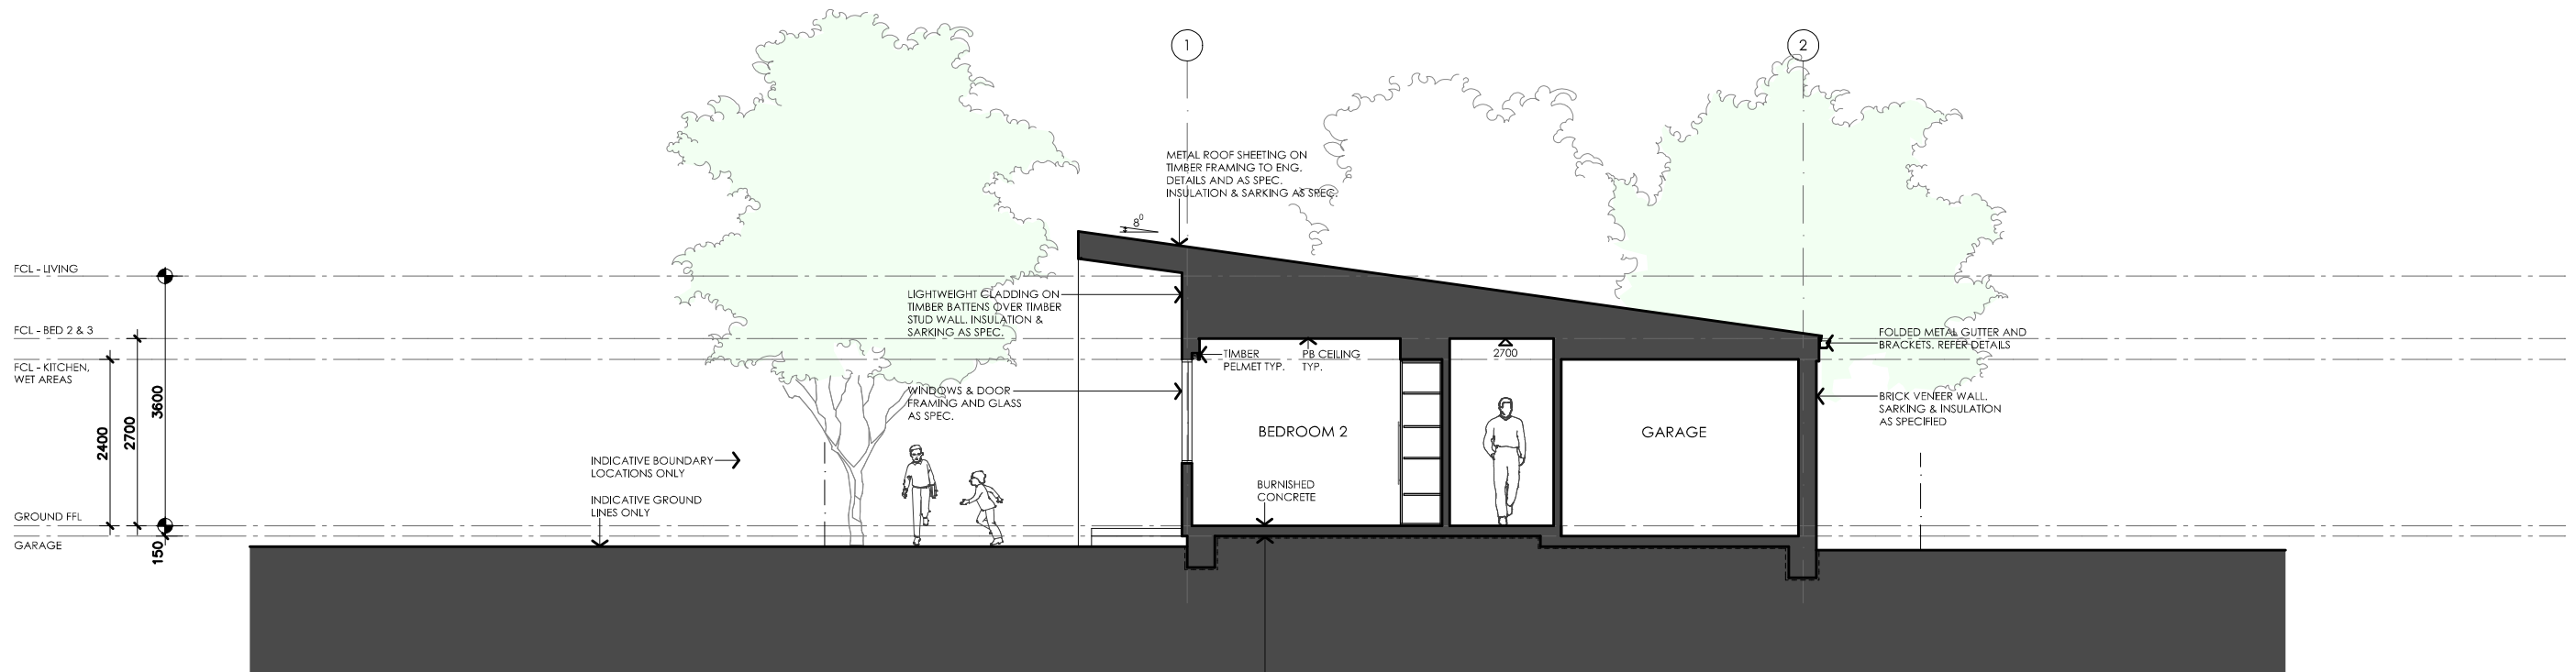 1
2
METAL ROOF SHEETING ON
TIMBER FRAMING TO ENG.
DETAILS AND AS SPEC.
INSULATION & SARKING AS SPEC.
8⁰
FCL - LIVING
LIGHTWEIGHT CLADDING ON
TIMBER BATTENS OVER TIMBER
STUD WALL. INSULATION &
SARKING AS SPEC.
FCL - BED 2 & 3
FOLDED METAL GUTTER AND
BRACKETS. REFER DETAILS
TIMBER
PELMET TYP.
PB CEILING
TYP.
2700
FCL - KITCHEN,
WET AREAS
WINDOWS & DOOR
FRAMING AND GLASS
AS SPEC.
BRICK VENEER WALL.
SARKING & INSULATION
AS SPECIFIED
2400
2700
3600
BEDROOM 2
GARAGE
INDICATIVE BOUNDARY
LOCATIONS ONLY
BURNISHED
CONCRETE
INDICATIVE GROUND
LINES ONLY
GROUND FFL
GARAGE
150